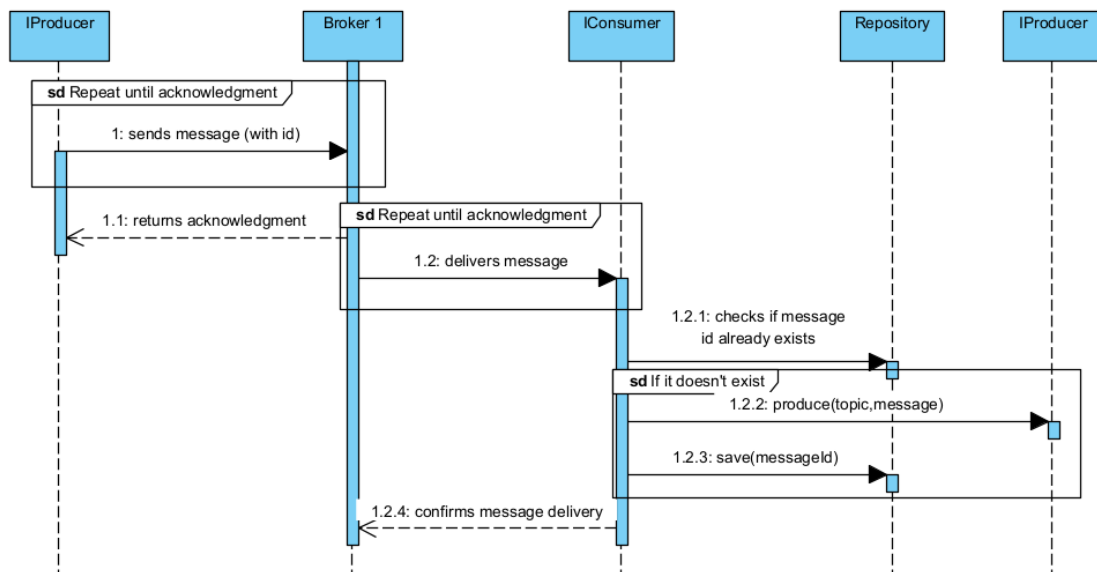 IProducer
Broker 1
IConsumer
Repository
IProducer
sd Repeat until acknowledgment
1: sends message (with id)
1.1: returns acknowledgment
sd Repeat until acknowledgment
1.2: delivers message
1.2.1: checks if message
id already exists
sd If it doesn't exist
1.2.2: produce(topic,message)
1.2.3: save(messageId)
1.2.4: confirms message delivery